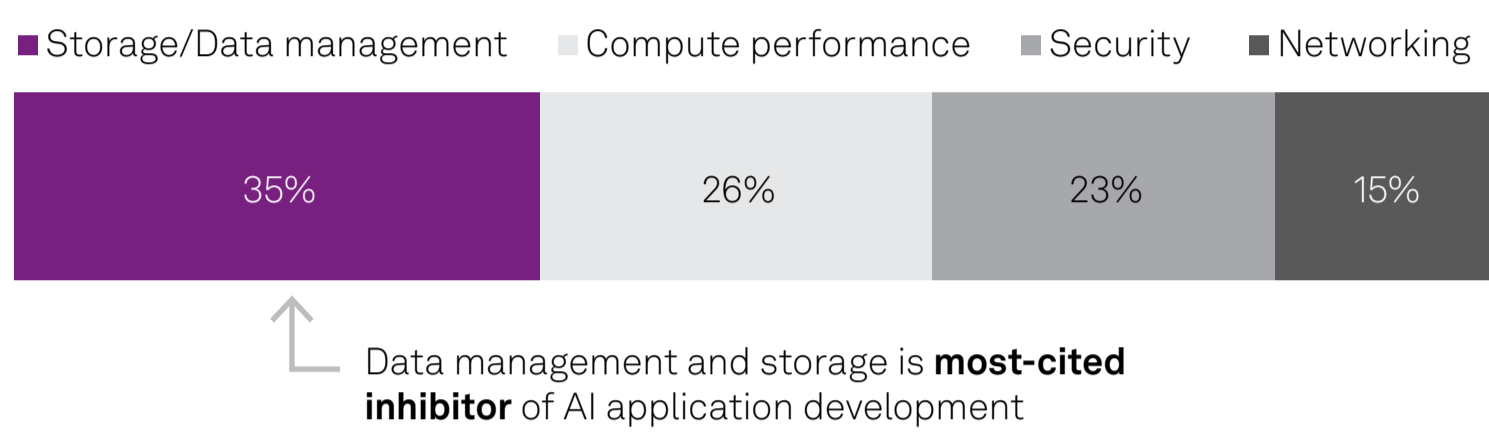 Storage/Data management Compute performance Security Networking
35% 26% 23% 15%
Data management and storage is most-cited
inhibitor of AI application development